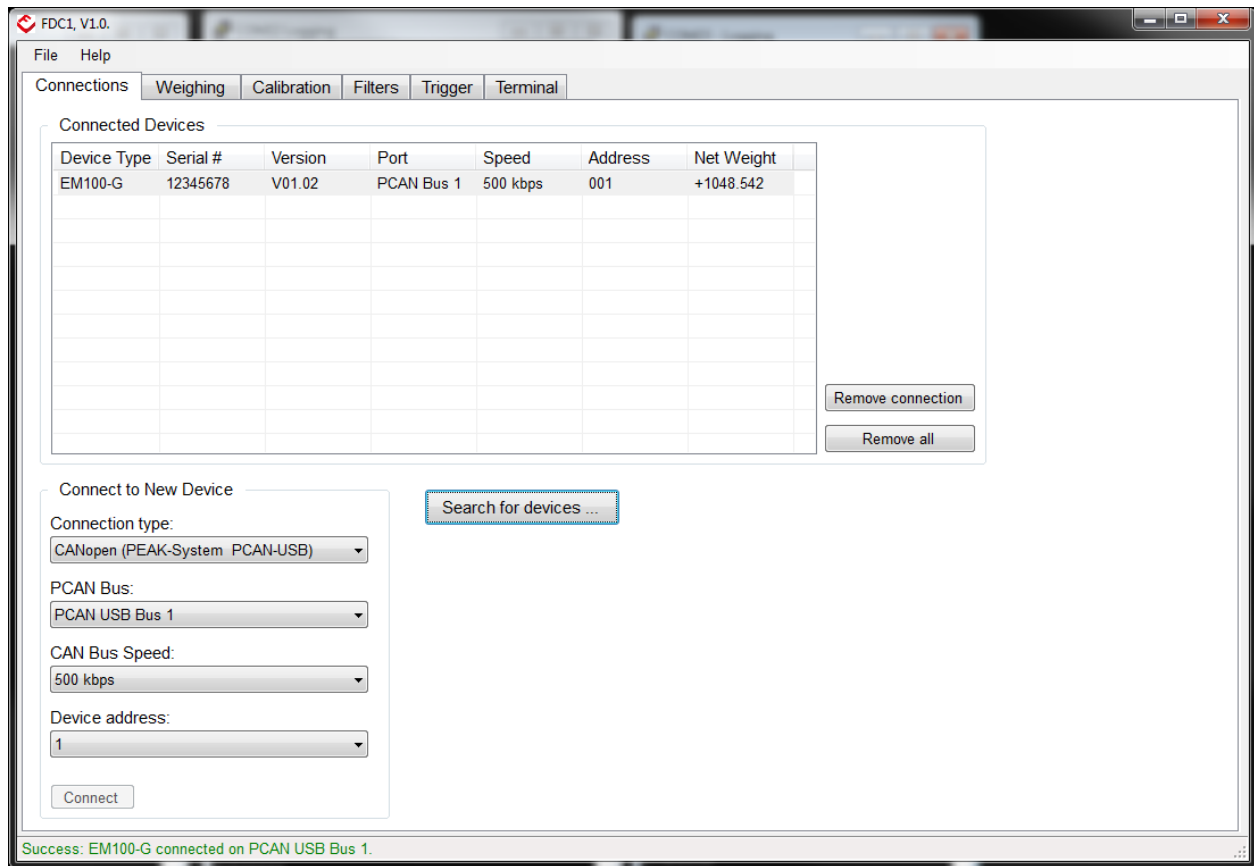 FDC1, V1.0.
File Help
Connections Weighing Calibration Filters Trigger Terminal
Connected Devices
Device Type Serial # Version Port Speed Address Net Weight
EM100-G 12345678 V01.02 PCAN Bus 1 500 kbps 001 +1048.542
Remove connection
Remove all
Connect to New Device
Search for devices ...
Connection type:
CANopen (PEAK-System PCAN-USB)
PCAN Bus:
PCAN USB Bus 1
CAN Bus Speed:
500 kbps
Device address:
1
Connect
Success: EM100-G connected on PCAN USB Bus 1.